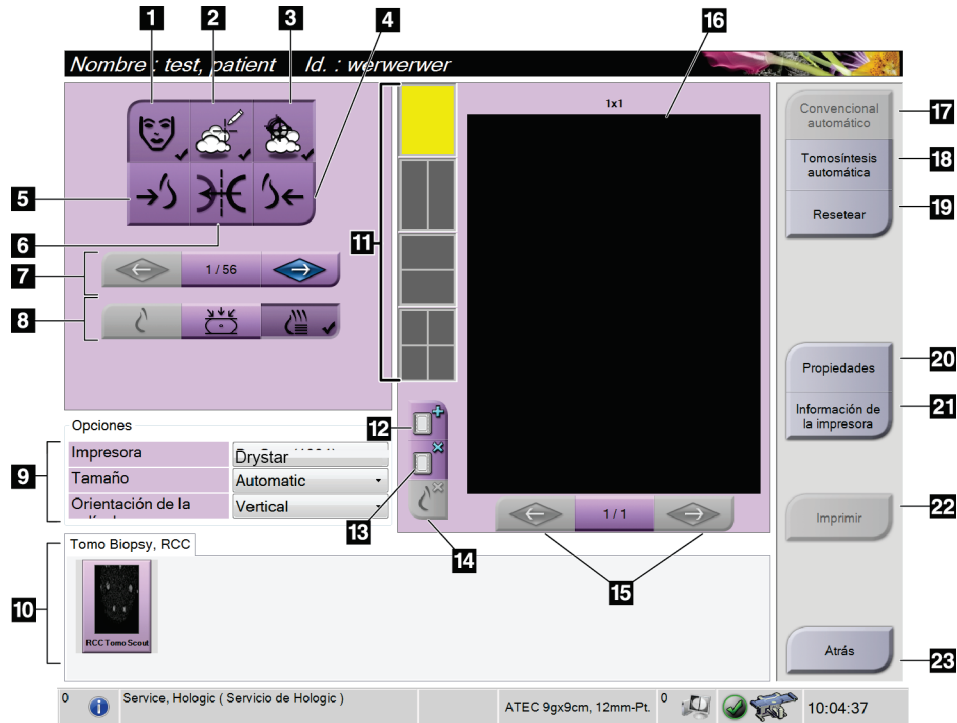 1
2
3
4
16
Nombre : test, patient Id. : werwerwer
1x1
Convencional
automático
17
Tomosíntesis
automática
18
Resetear
19
5
6
11
7
1 / 56
8
Propiedades
20
Información de
la impresora
21
Opciones
12
9
Impresora
Drystar
Tamaño
Automatic
Orientación de la
Vertical
13
14
1 / 1
15
Imprimir
22
Tomo Biopsy, RCC
10
RCC Tomo Scout
Atrás
23
0
Service, Hologic ( Servicio de Hologic )
ATEC 9gx9cm, 12mm-Pt.
0
10:04:37